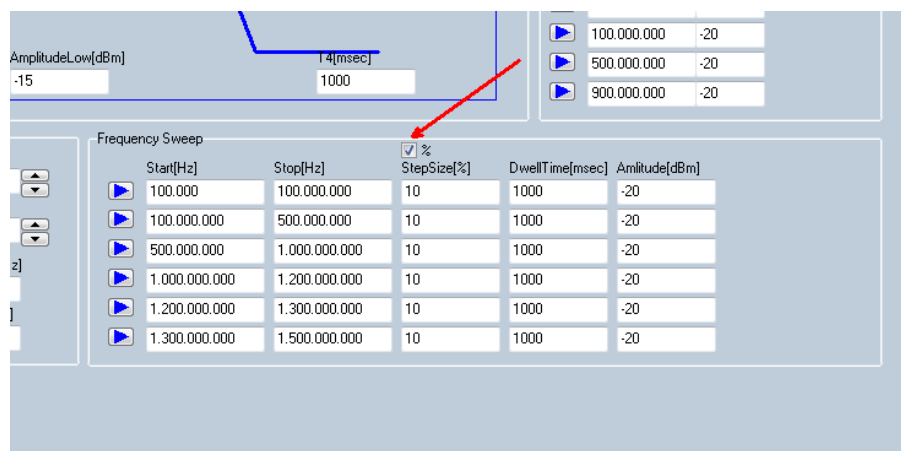 100.000.000 -20
AmplitudeLow[dBm] T4[msec]
500.000.000 -20
-15 1000
900.000.000 -20
Frequency Sweep
%
Start[Hz] Stop[Hz] StepSize[%] DwellTime[msec] Amlitude[dBm]
100.000 100.000.000 10 1000 -20
100.000.000 500.000.000 10 1000 -20
500.000.000 1.000.000.000 10 1000 -20
z]
1.000.000.000 1.200.000.000 10 1000 -20
]
1.200.000.000 1.300.000.000 10 1000 -20
1.300.000.000 1.500.000.000 10 1000 -20